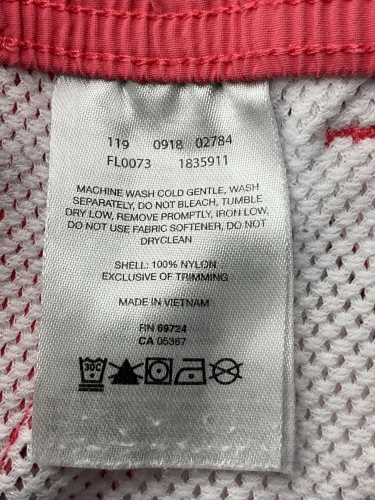 119 0918 02784
FL0073 1835911
MACHINE WASH COLD GENTLE, WASH
SEPARATELY, DO NOT BLEACH, TUMBLE
DRY LOW, REMOVE PROMPTLY, IRON LOW,
DO NOT USE FABRIC SOFTENER, DO NOT
DRYCLEAN
SHELL: 100% NYLON
EXCLUSIVE OF TRIMMING
MADE IN VIETNAM
RN 69724
CA 05367
30C